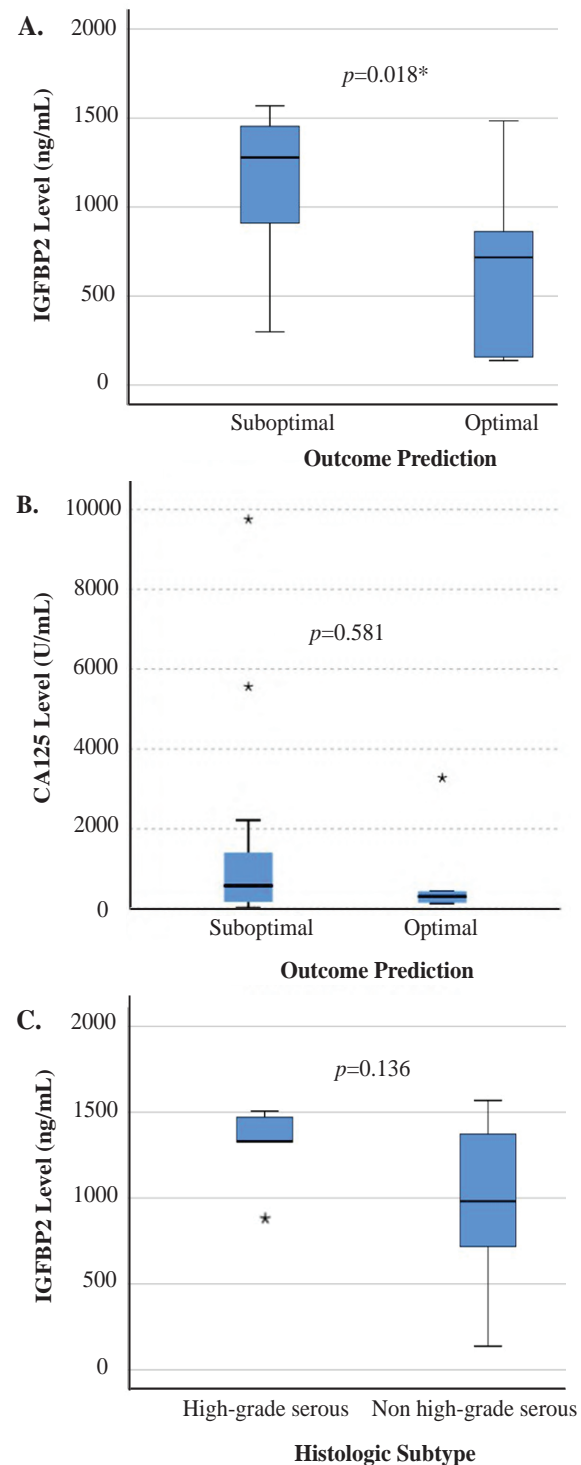 A.
2000
p=0.018*
1500
1000
500
0
IGFBP2 Level (ng/mL)
Suboptimal Optimal
Outcome Prediction
B.
10000
8000
p=0.581
6000
4000
2000
0
CA125 Level (U/mL)
Suboptimal Optimal
Outcome Prediction
C.
2000
p=0.136
1500
1000
500
0
IGFBP2 Level (ng/mL)
High-grade serous Non high-grade serous
Histologic Subtype